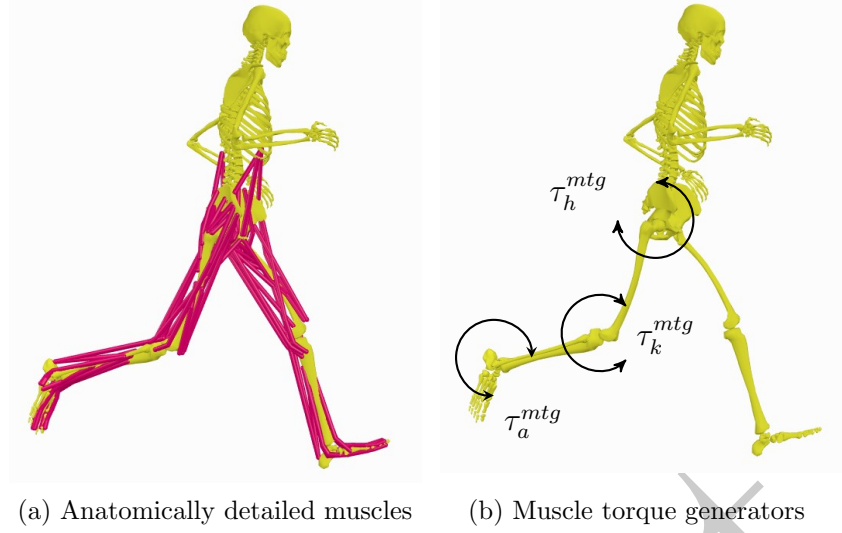 τ_h^{mtg}
τ_k^{mtg}
τ_a^{mtg}
(a) Anatomically detailed muscles
(b) Muscle torque generators